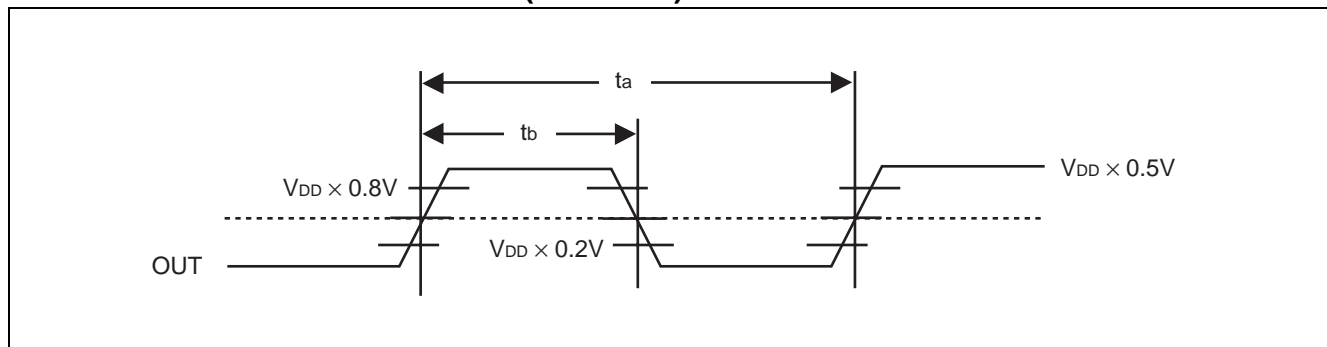 ta
tb
VDD × 0.8V
VDD × 0.5V
VDD × 0.2V
OUT